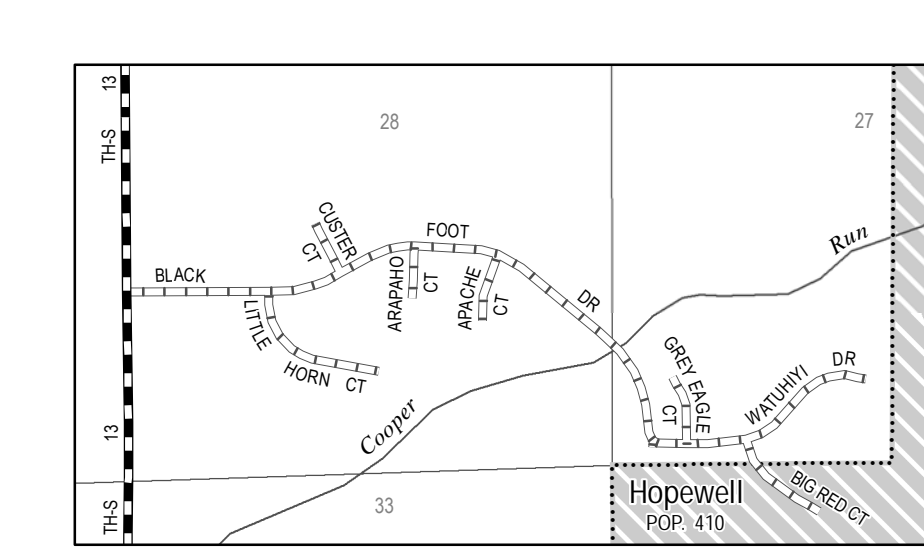 13
TH-S
28
27
CUSTER
CT
FOOT
Run
BLACK
ARAPAHO
CT
APACHE
CT
DR
LITTLE
HORN CT
GREY EAGLE
CT
WATUHIYI
DR
Cooper
13
TH-S
33
Hopewell
POP. 410
BIG RED CT